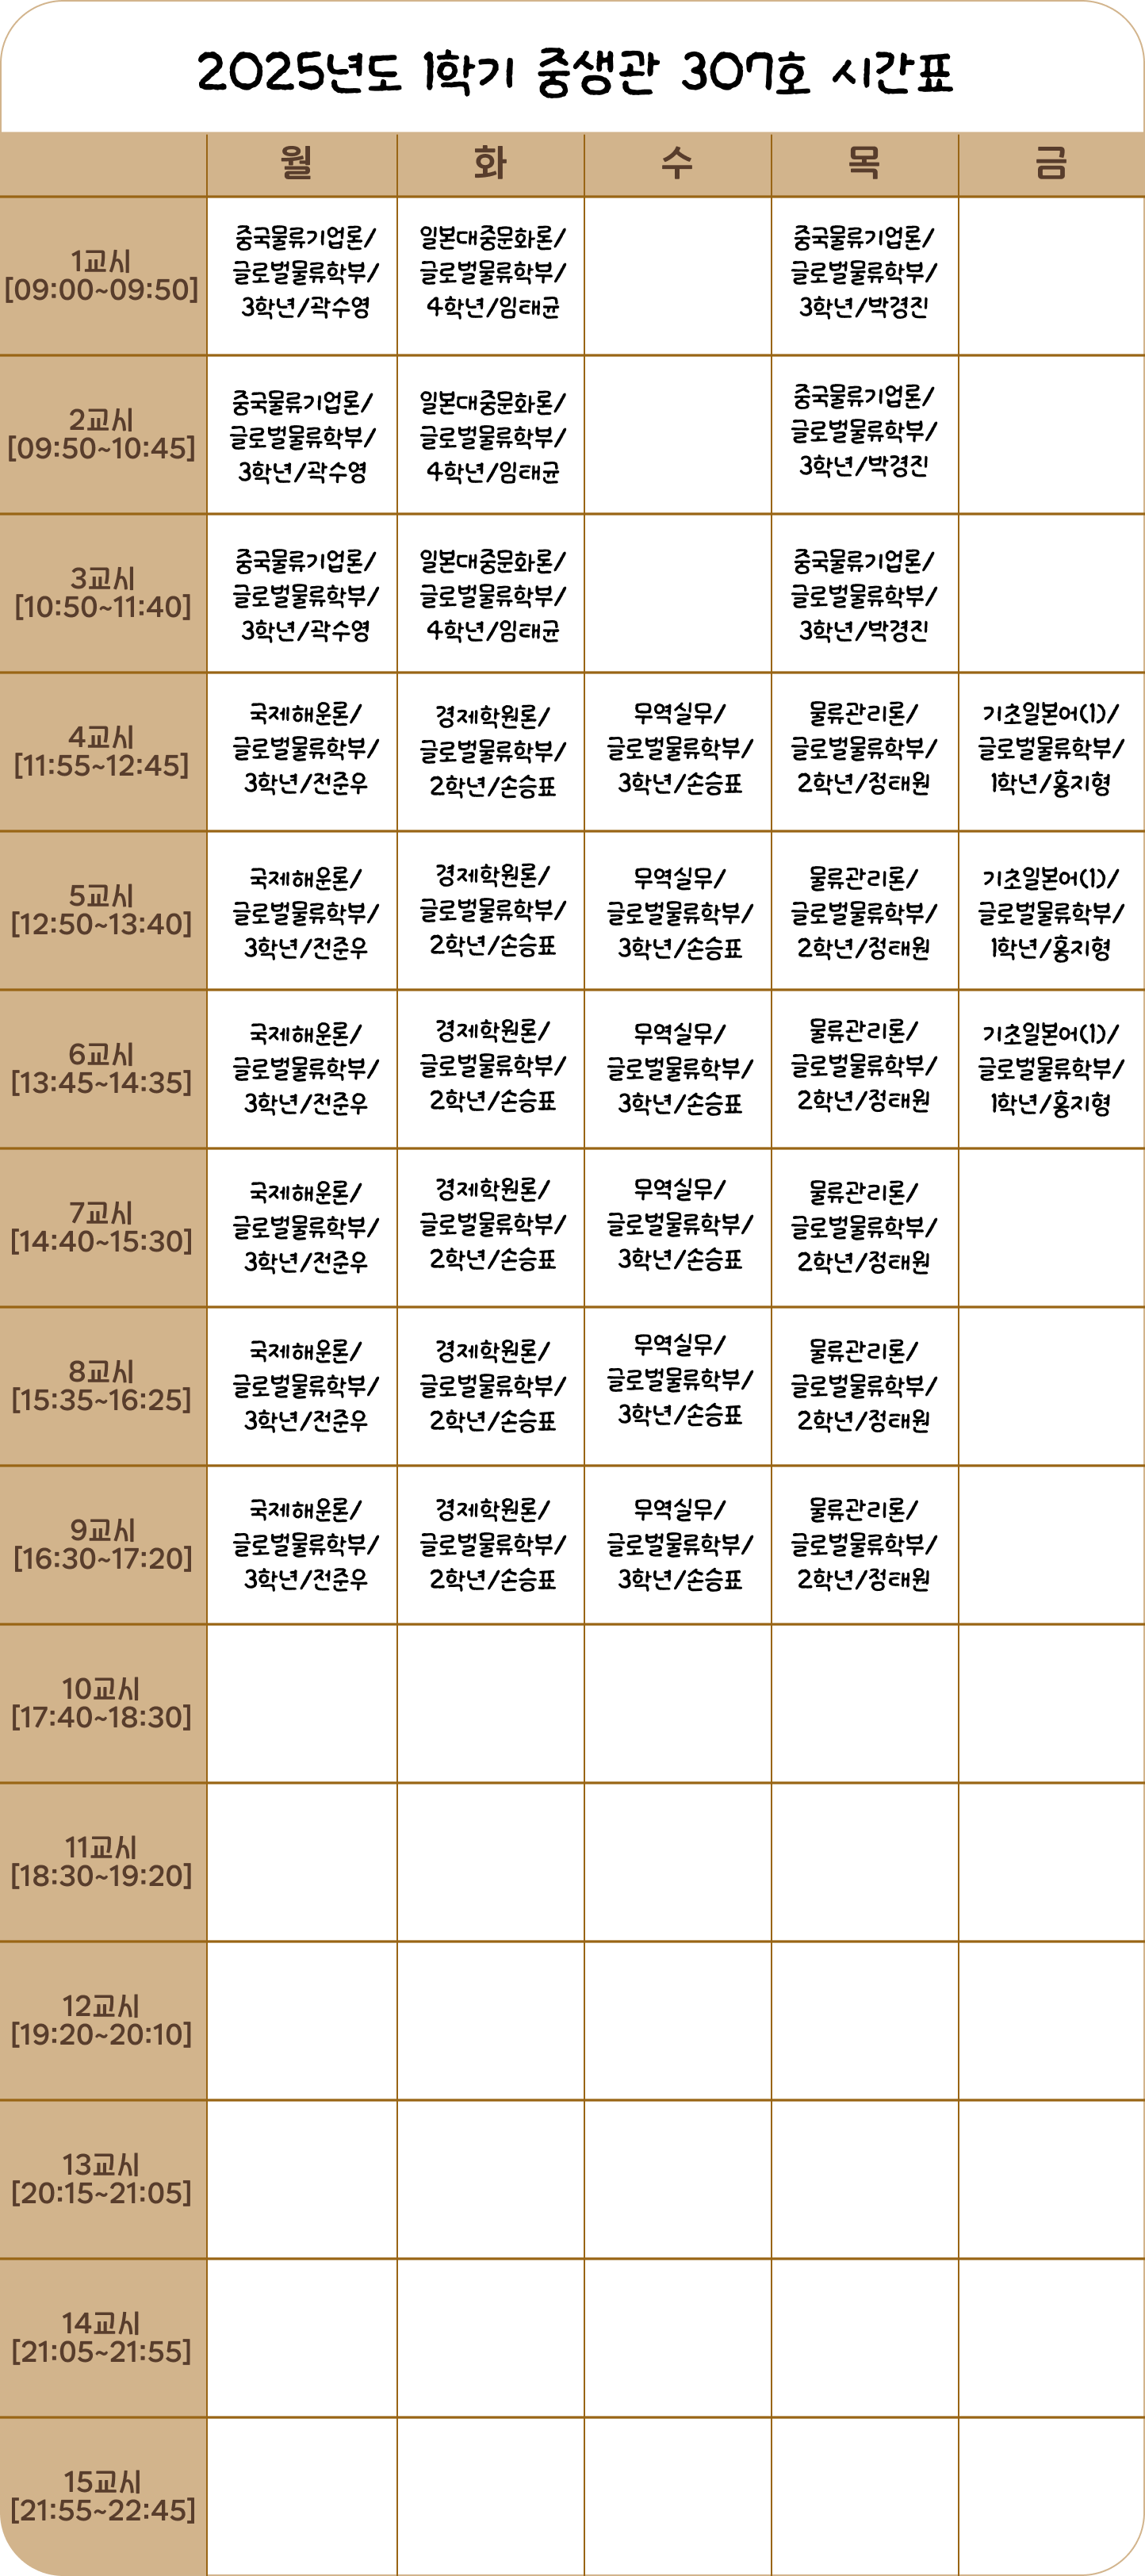 2025년도 1학기 중생관 307호 시간표
월 화 수 목 금
1교시
[09:00~09:50]
중국물류기업론/
글로벌물류학부/
3학년/곽수영
일본대중문화론/
글로벌물류학부/
4학년/임태균
중국물류기업론/
글로벌물류학부/
3학년/박경진
2교시
[09:50~10:45]
중국물류기업론/
글로벌물류학부/
3학년/곽수영
일본대중문화론/
글로벌물류학부/
4학년/임태균
중국물류기업론/
글로벌물류학부/
3학년/박경진
3교시
[10:50~11:40]
중국물류기업론/
글로벌물류학부/
3학년/곽수영
일본대중문화론/
글로벌물류학부/
4학년/임태균
중국물류기업론/
글로벌물류학부/
3학년/박경진
4교시
[11:55~12:45]
국제해운론/
글로벌물류학부/
3학년/전준우
경제학원론/
글로벌물류학부/
2학년/손승표
무역실무/
글로벌물류학부/
3학년/손승표
물류관리론/
글로벌물류학부/
2학년/정태원
기초일본어(1)/
글로벌물류학부/
1학년/홍지형
5교시
[12:50~13:40]
국제해운론/
글로벌물류학부/
3학년/전준우
경제학원론/
글로벌물류학부/
2학년/손승표
무역실무/
글로벌물류학부/
3학년/손승표
물류관리론/
글로벌물류학부/
2학년/정태원
기초일본어(1)/
글로벌물류학부/
1학년/홍지형
6교시
[13:45~14:35]
국제해운론/
글로벌물류학부/
3학년/전준우
경제학원론/
글로벌물류학부/
2학년/손승표
무역실무/
글로벌물류학부/
3학년/손승표
물류관리론/
글로벌물류학부/
2학년/정태원
기초일본어(1)/
글로벌물류학부/
1학년/홍지형
7교시
[14:40~15:30]
국제해운론/
글로벌물류학부/
3학년/전준우
경제학원론/
글로벌물류학부/
2학년/손승표
무역실무/
글로벌물류학부/
3학년/손승표
물류관리론/
글로벌물류학부/
2학년/정태원
8교시
[15:35~16:25]
국제해운론/
글로벌물류학부/
3학년/전준우
경제학원론/
글로벌물류학부/
2학년/손승표
무역실무/
글로벌물류학부/
3학년/손승표
물류관리론/
글로벌물류학부/
2학년/정태원
9교시
[16:30~17:20]
국제해운론/
글로벌물류학부/
3학년/전준우
경제학원론/
글로벌물류학부/
2학년/손승표
무역실무/
글로벌물류학부/
3학년/손승표
물류관리론/
글로벌물류학부/
2학년/정태원
10교시
[17:40~18:30]
11교시
[18:30~19:20]
12교시
[19:20~20:10]
13교시
[20:15~21:05]
14교시
[21:05~21:55]
15교시
[21:55~22:45]